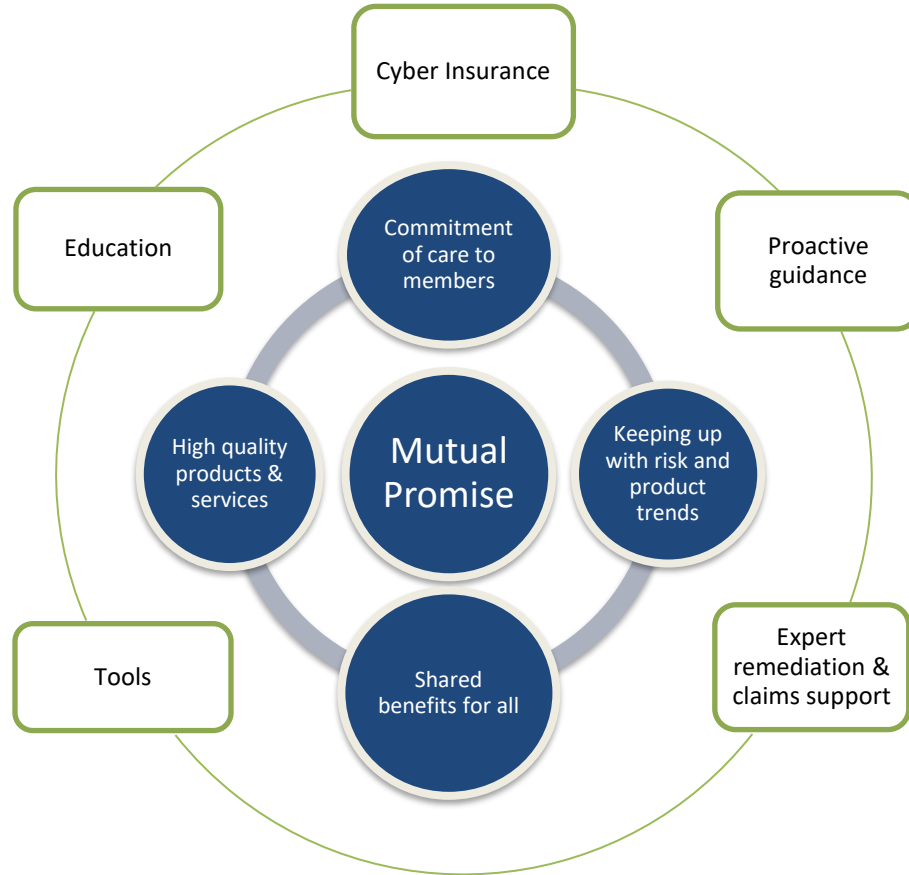 Cyber Insurance
Education
Proactive
guidance
Commitment
of care to
members
High quality
products &
services
Mutual
Promise
Keeping up
with risk and
product
trends
Shared
benefits for all
Tools
Expert
remediation &
claims support